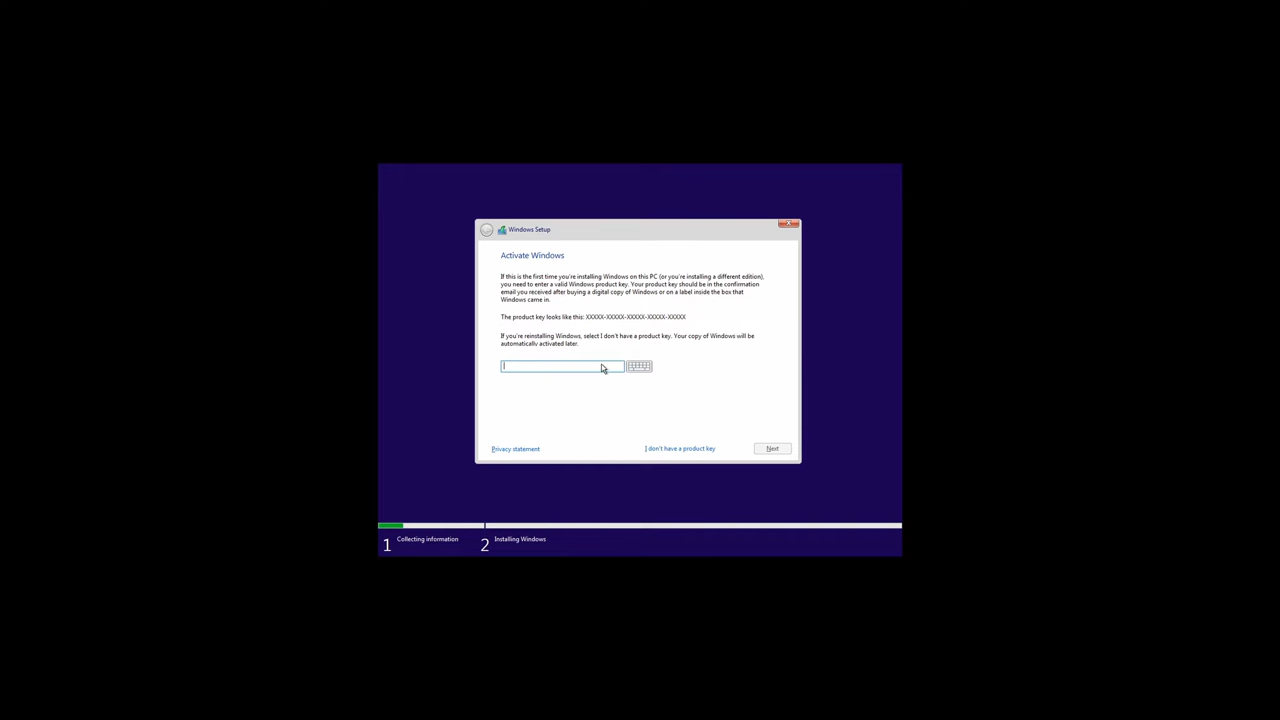 Windows Setup
Activate Windows
If this is the first time you're installing Windows on this PC (or you're installing a different edition),
you need to enter a valid Windows product key. Your product key should be in the confirmation
email you received after buying a digital copy of Windows or on a label inside the box that
Windows came in.
The product key looks like this: XXXXX-XXXXX-XXXXX-XXXXX-XXXXX
If you're reinstalling Windows, select I don't have a product key. Your copy of Windows will be
automatically activated later.
Privacy statement
I don't have a product key
Next
1 Collecting information
2 Installing Windows